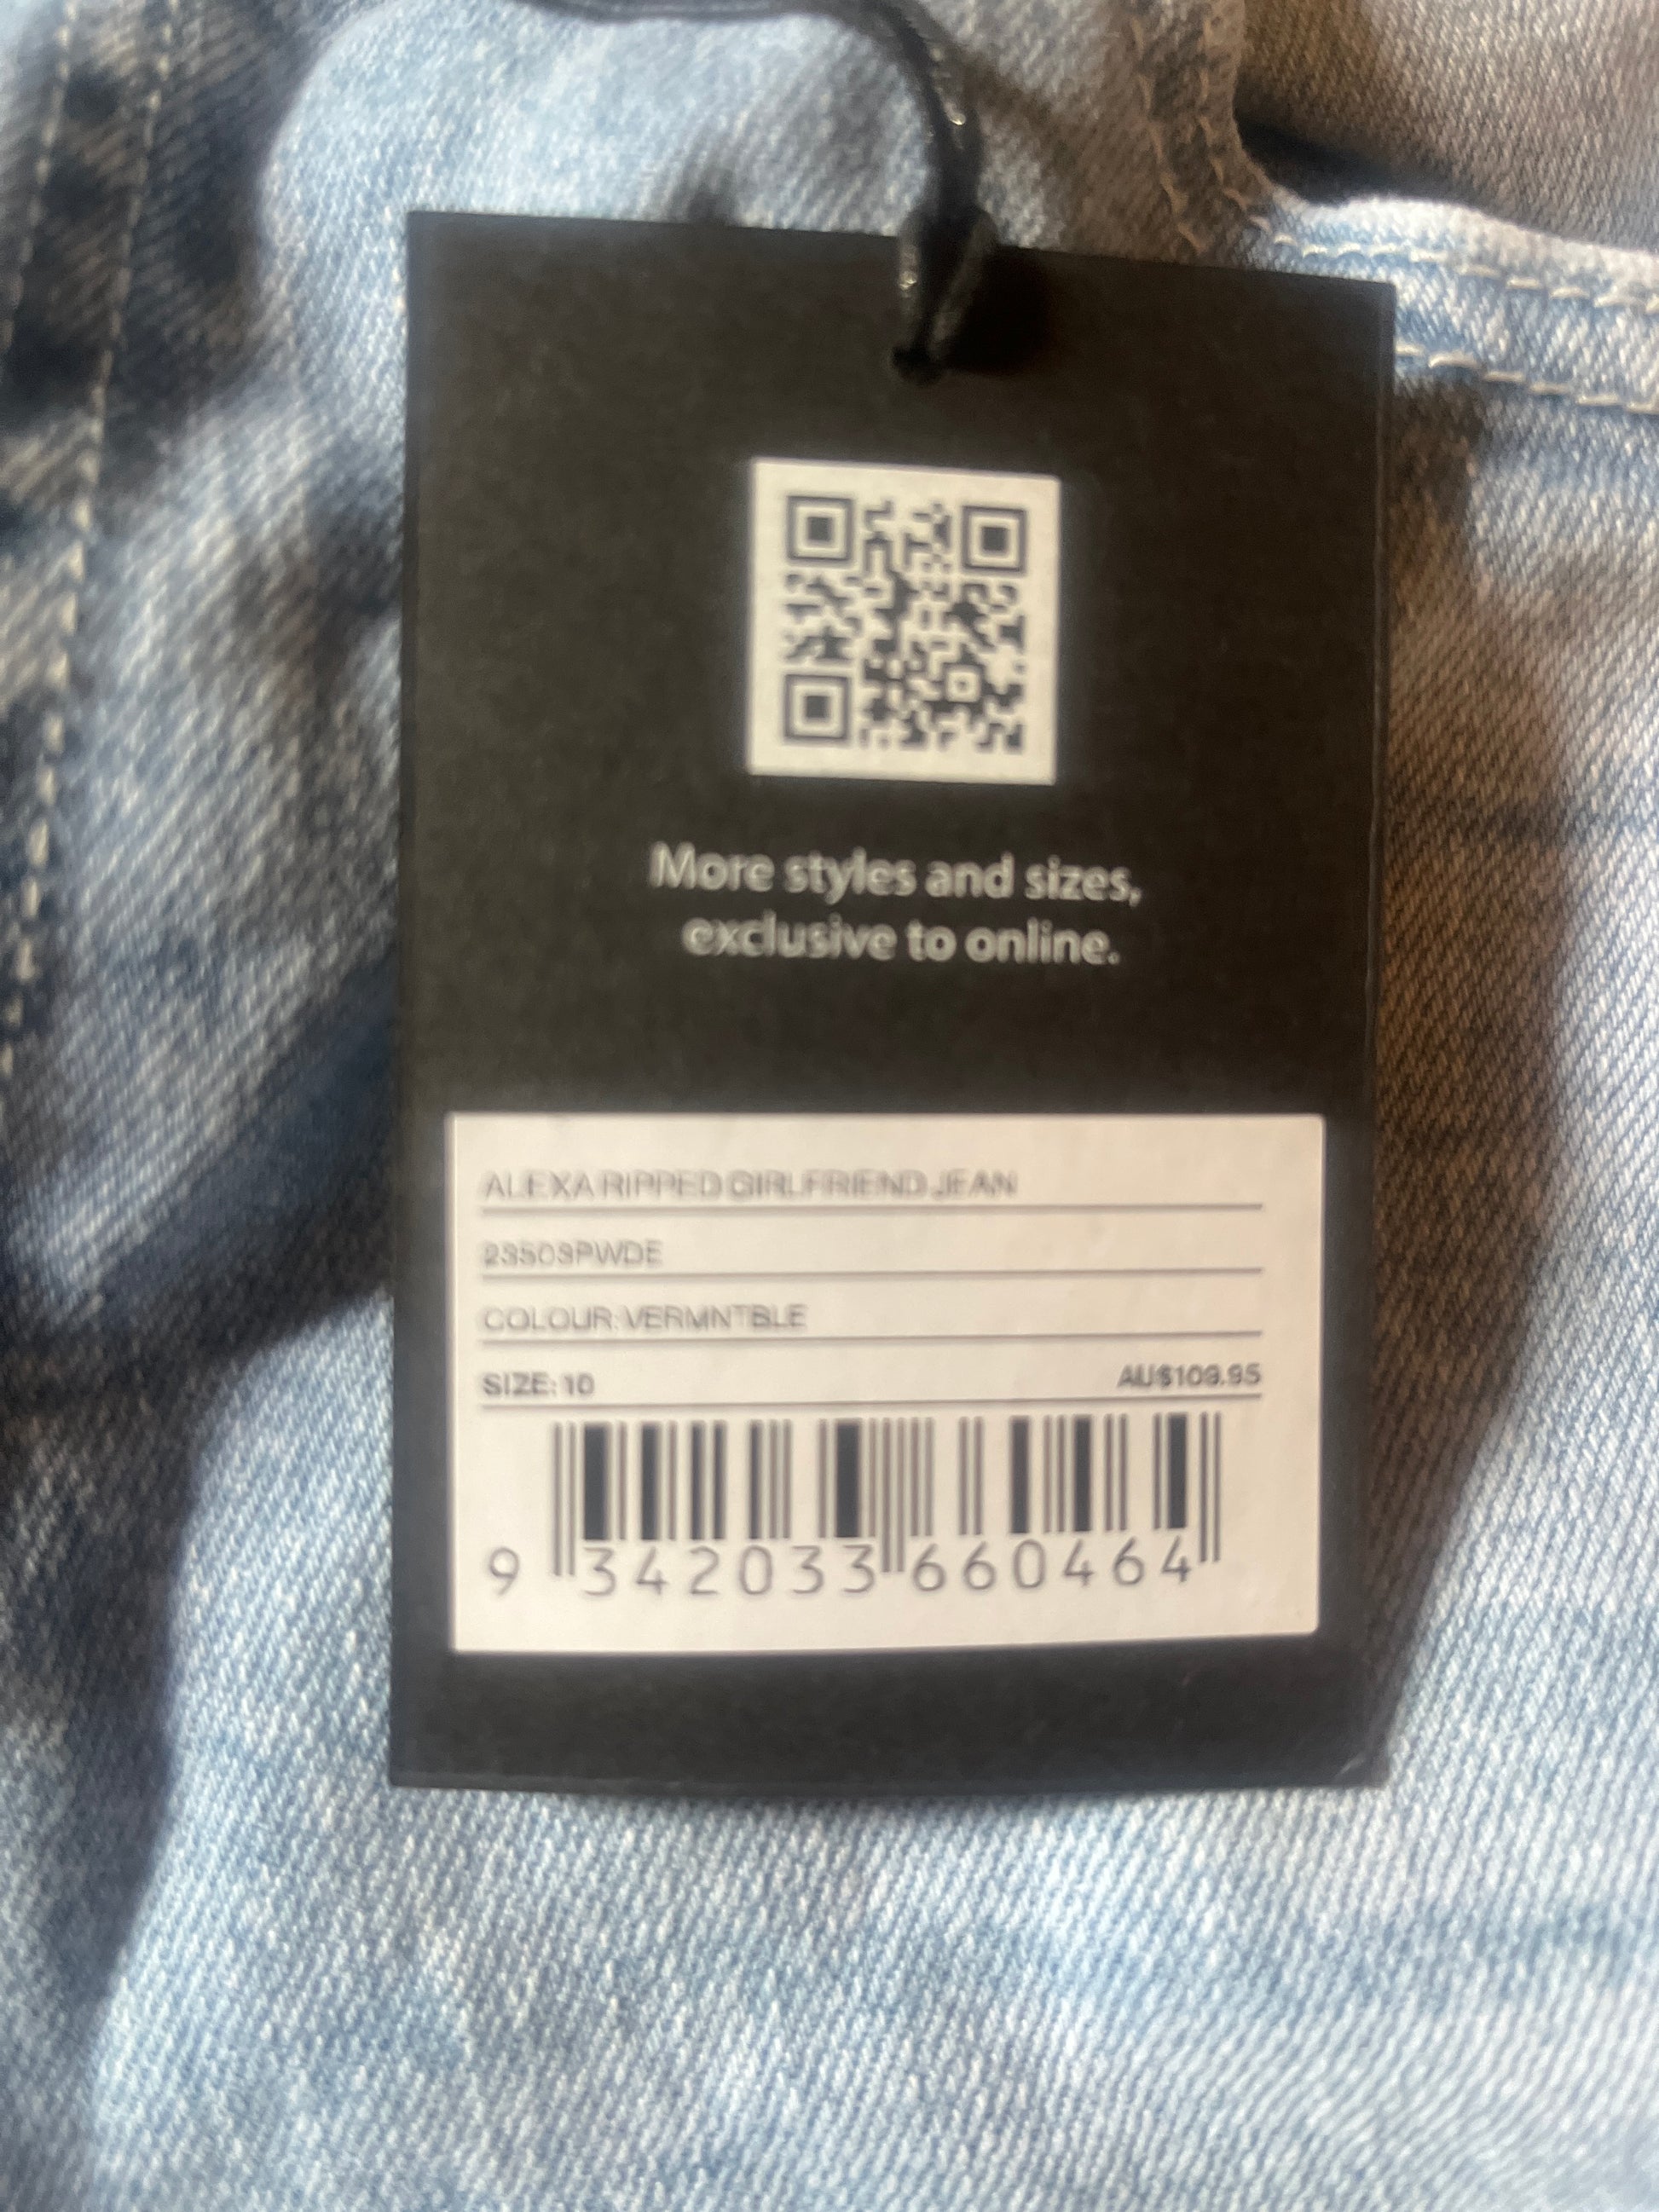 More styles and sizes,
exclusive to online.
ALEXA RIPPED GIRLFRIEND JEAN
23503PWDE
COLOUR: VERMNTBLE
SIZE: 10
AU$109.95
9 342033 660464